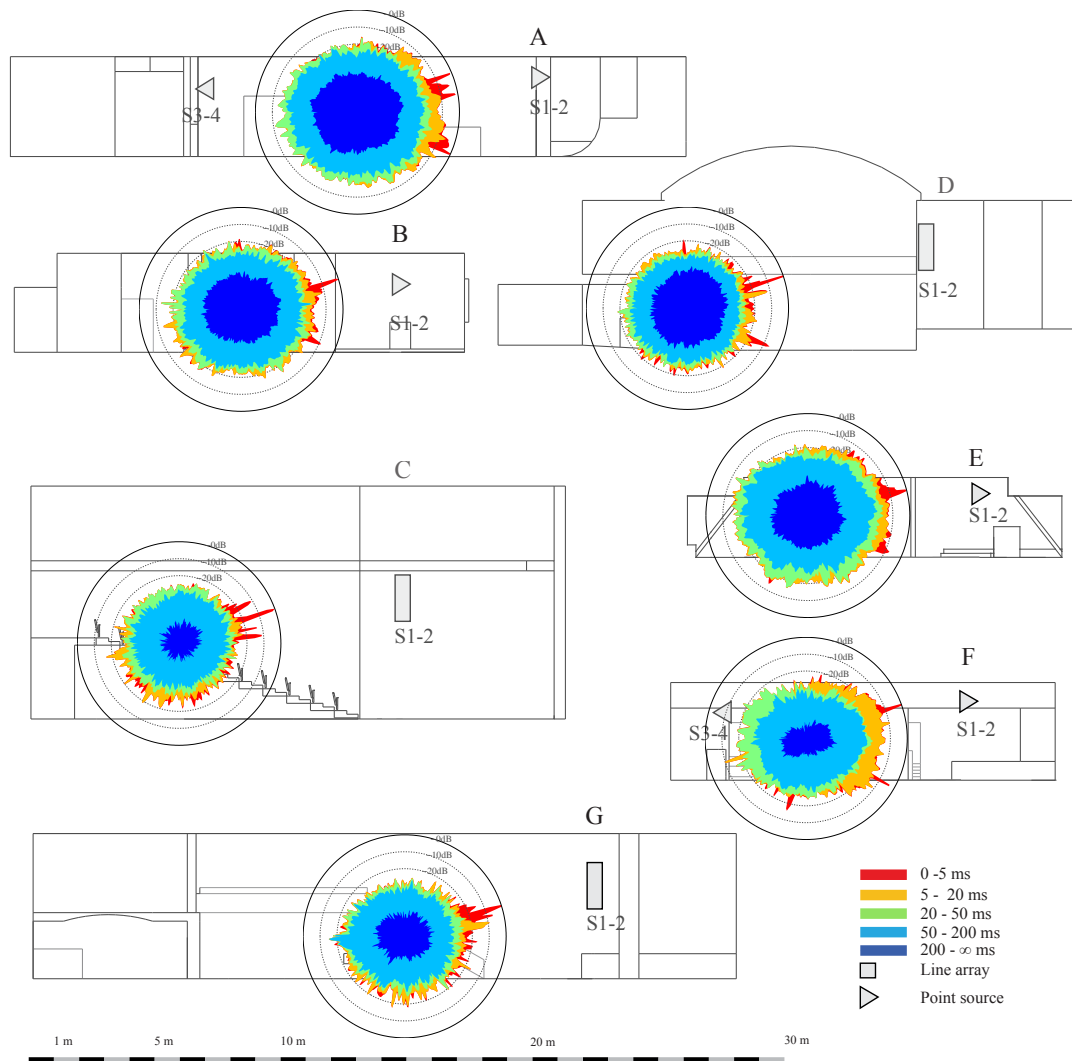 0dB
-10dB
A
S3-4
S1-2
0dB
-10dB
-20dB
B
S1-2
0dB
-10dB
-20dB
D
S1-2
0dB
-10dB
E
S1-2
0dB
-10dB
-20dB
C
S1-2
0dB
-10dB
-20dB
F
S3-4
S1-2
0dB
-10dB
-20dB
G
S1-2
0 -5 ms
5 - 20 ms
20 - 50 ms
50 - 200 ms
200 - ∞ ms
Line array
Point source
1 m 5 m 10 m 20 m 30 m